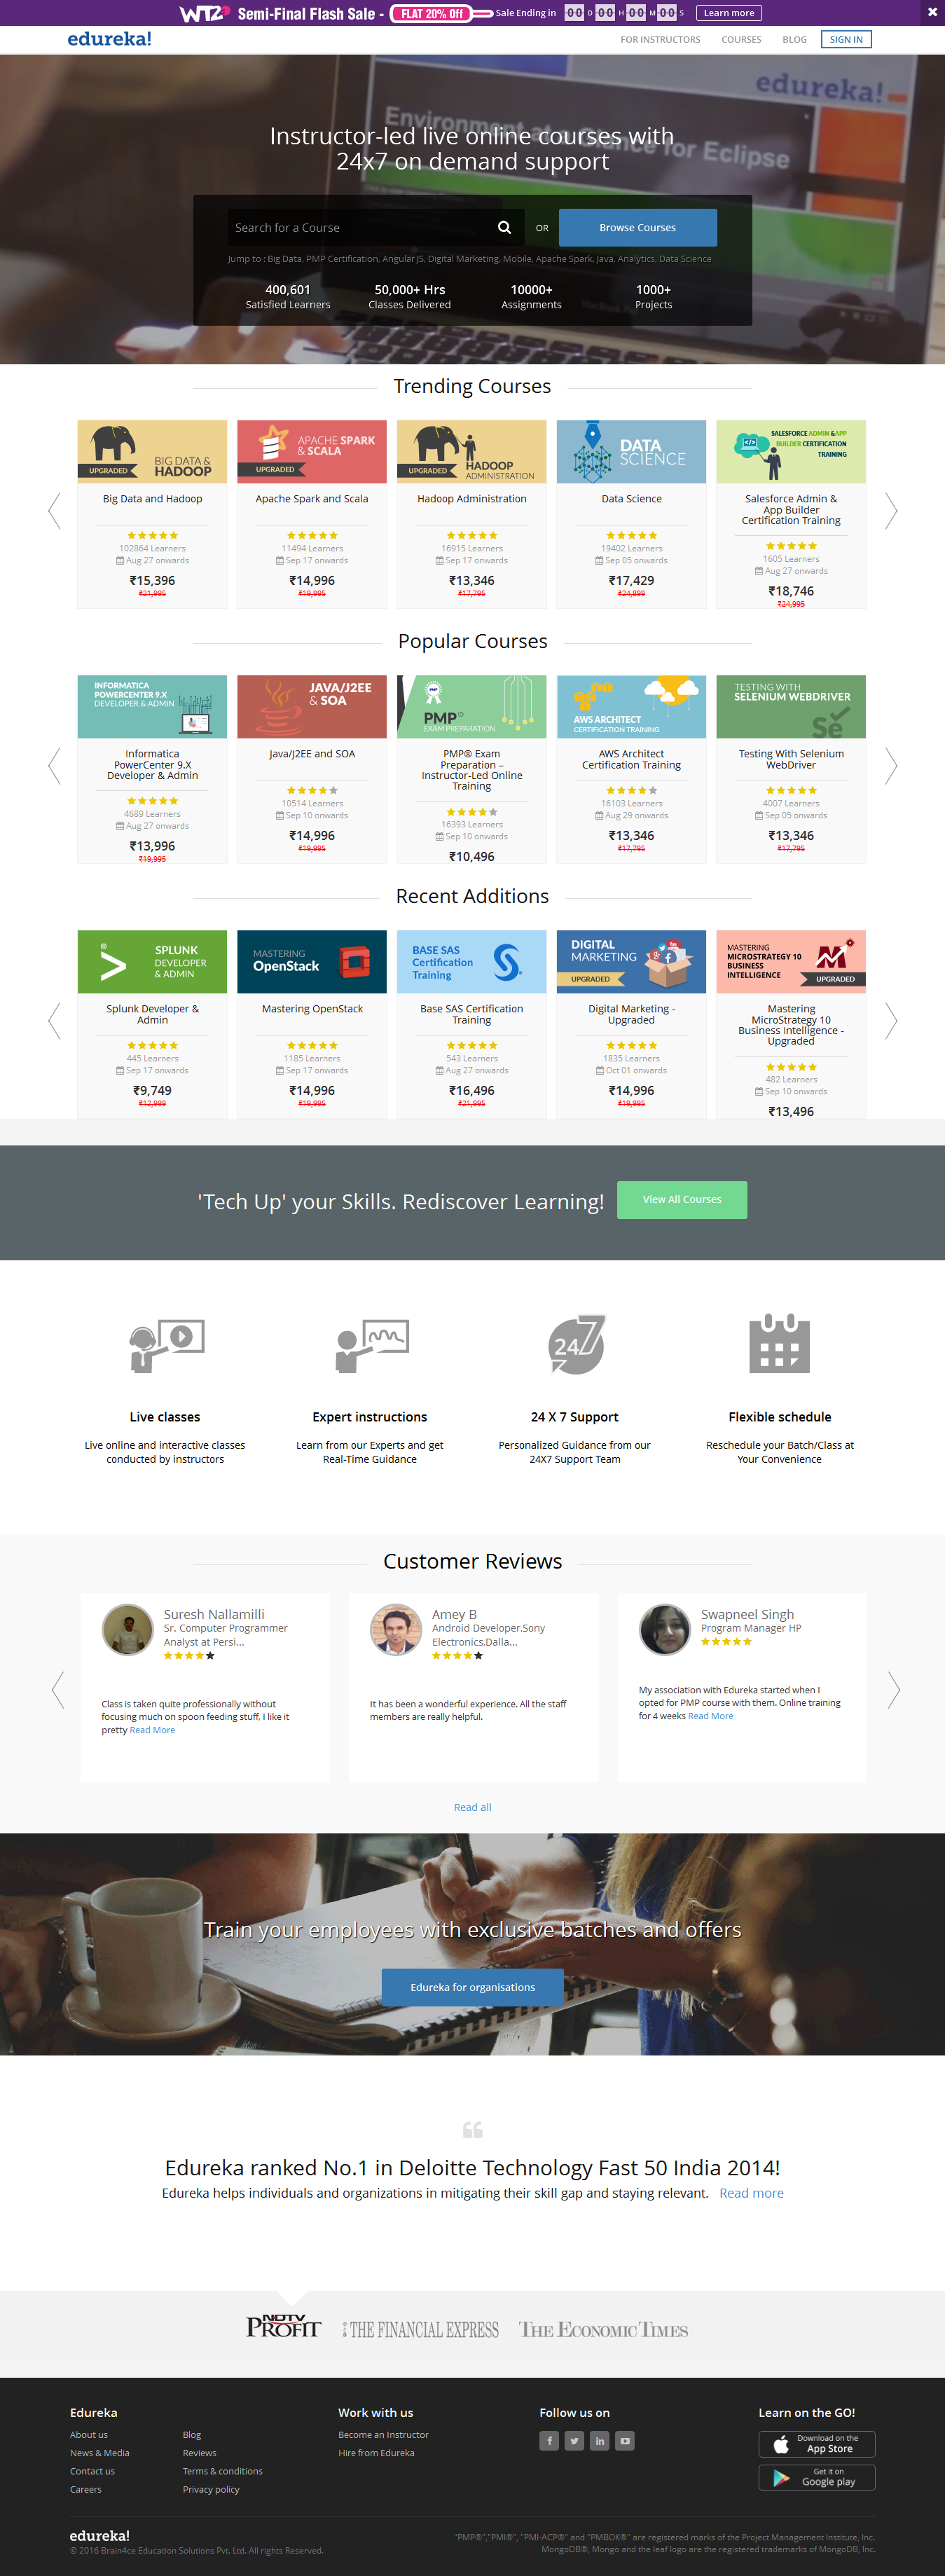 WT2 Semi-Final Flash Sale - FLAT 20% Off Sale Ending in 00 D 00 H 00 M 00 S Learn more
edureka! FOR INSTRUCTORS COURSES BLOG SIGN IN
edureka!
for Eclipse
Instructor-led live online courses with
24x7 on demand support
Search for a Course OR Browse Courses
Jump to : Big Data, PMP Certification, Angular JS, Digital Marketing, Mobile, Apache Spark, Java, Analytics, Data Science
400,601 50,000+ Hrs 10000+ 1000+
Satisfied Learners Classes Delivered Assignments Projects
Trending Courses
BIG DATA &
HADOOP
UPGRADED
Big Data and Hadoop
102864 Learners
Aug 27 onwards
₹15,396
₹21,995
APACHE SPARK
& SCALA
UPGRADED
Apache Spark and Scala
11494 Learners
Sep 17 onwards
₹14,996
₹19,995
HADOOP
ADMINISTRATION
UPGRADED
Hadoop Administration
16915 Learners
Sep 17 onwards
₹13,346
₹17,795
DATA
SCIENCE
Data Science
19402 Learners
Sep 05 onwards
₹17,429
₹24,899
SALESFORCE ADMIN &APP
BUILDER CERTIFICATION
TRAINING
Salesforce Admin &
App Builder
Certification Training
1605 Learners
Aug 27 onwards
₹18,746
₹24,995
Popular Courses
INFORMATICA
POWERCENTER 9.X
DEVELOPER & ADMIN
Informatica
PowerCenter 9.X
Developer & Admin
4689 Learners
Aug 27 onwards
₹13,996
₹19,995
JAVA/J2EE
& SOA
Java/J2EE and SOA
10514 Learners
Sep 10 onwards
₹14,996
₹19,995
PMP
PMP®
EXAM PREPARATION
PMP® Exam
Preparation –
Instructor-Led Online
Training
16393 Learners
Sep 10 onwards
₹10,496
AWS ARCHITECT
CERTIFICATION TRAINING
AWS Architect
Certification Training
16103 Learners
Aug 29 onwards
₹13,346
₹17,795
TESTING WITH
SELENIUM WEBDRIVER
Se
Testing With Selenium
WebDriver
4007 Learners
Sep 05 onwards
₹13,346
₹17,795
Recent Additions
SPLUNK
DEVELOPER
& ADMIN
Splunk Developer &
Admin
445 Learners
Sep 17 onwards
₹9,749
₹12,999
MASTERING
OpenStack
Mastering OpenStack
1185 Learners
Sep 17 onwards
₹14,996
₹19,995
BASE SAS
Certification
Training
Base SAS Certification
Training
543 Learners
Aug 27 onwards
₹16,496
₹21,995
DIGITAL
MARKETING
UPGRADED
Digital Marketing -
Upgraded
1835 Learners
Oct 01 onwards
₹14,996
₹19,995
MASTERING
MICROSTRATEGY 10
BUSINESS
INTELLIGENCE
UPGRADED
Mastering
MicroStrategy 10
Business Intelligence -
Upgraded
482 Learners
Sep 10 onwards
₹13,496
'Tech Up' your Skills. Rediscover Learning! View All Courses
24 7
Live classes
Live online and interactive classes
conducted by instructors
Expert instructions
Learn from our Experts and get
Real-Time Guidance
24 X 7 Support
Personalized Guidance from our
24X7 Support Team
Flexible schedule
Reschedule your Batch/Class at
Your Convenience
Customer Reviews
Suresh Nallamilli
Sr. Computer Programmer
Analyst at Persi...
Class is taken quite professionally without
focusing much on spoon feeding stuff, I like it
pretty Read More
Amey B
Android Developer,Sony
Electronics,Dalla...
It has been a wonderful experience. All the staff
members are really helpful.
Swapneel Singh
Program Manager HP
My association with Edureka started when I
opted for PMP course with them. Online training
for 4 weeks Read More
Read all
Train your employees with exclusive batches and offers
Edureka for organisations
Edureka ranked No.1 in Deloitte Technology Fast 50 India 2014!
Edureka helps individuals and organizations in mitigating their skill gap and staying relevant. Read more
NDTV
PROFIT THE FINANCIAL EXPRESS THE ECONOMIC TIMES
Edureka
About us
News & Media
Contact us
Careers
Blog
Reviews
Terms & conditions
Privacy policy
Work with us
Become an Instructor
Hire from Edureka
Follow us on
Learn on the GO!
Download on the
App Store
Get it on
Google play
edureka!
© 2016 Brain4ce Education Solutions Pvt. Ltd. All rights Reserved.
"PMP®","PMI®", "PMI-ACP®" and "PMBOK®" are registered marks of the Project Management Institute, Inc.
MongoDB®, Mongo and the leaf logo are the registered trademarks of MongoDB, Inc.